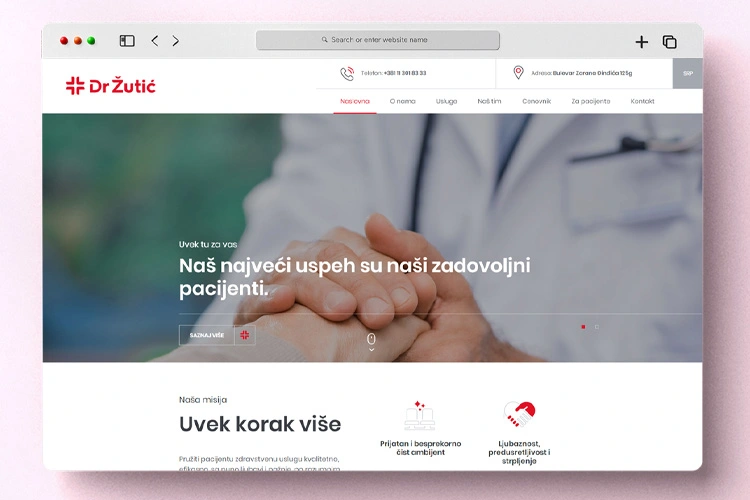 Search or enter website name
Dr Žutić
Telefon: +381 11 391 83 33
Adresa: Bulevar Zorana Đinđića 125g
SRP
Naslovna O nama Usluge Naš tim Cenovnik Za pacijente Kontakt
Uvek tu za vas
Naš najveći uspeh su naši zadovoljni
pacijenti.
SAZNAJ VIŠE
Naša misija
Uvek korak više
Pružiti pacijentu zdravstvenu uslugu kvalitetno,
Prijatan i besprekorno
čist ambijent
Ljubaznost,
predusretljivost i
strpljenje